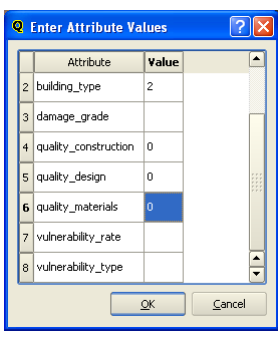 Enter Attribute Values
Attribute Value
2 building_type 2
3 damage_grade
4 quality_construction 0
5 quality_design 0
6 quality_materials 0
7 vulnerability_rate
8 vulnerability_type
OK Cancel